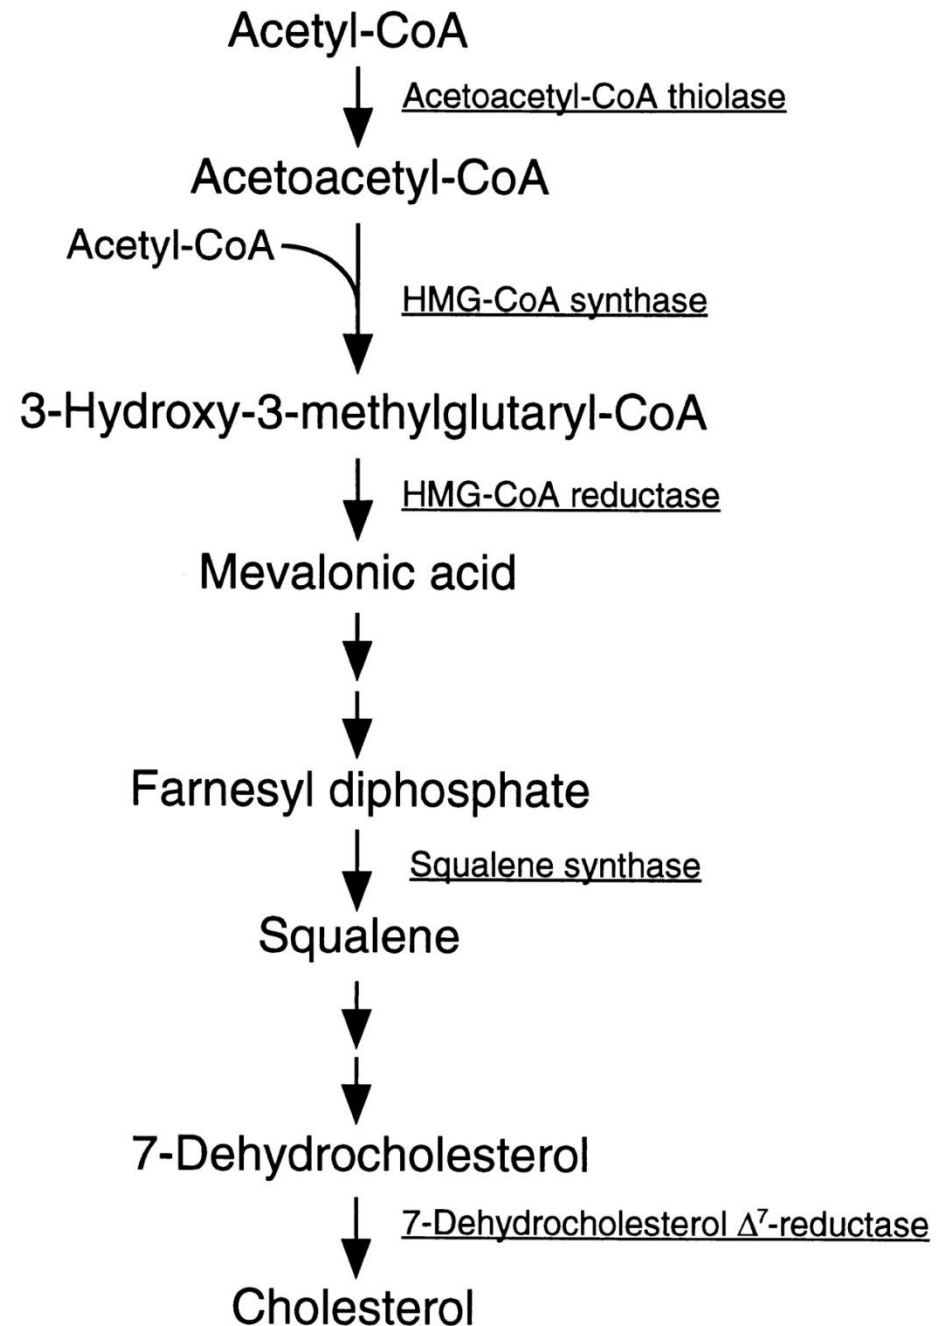 Acetyl-CoA
Acetoacetyl-CoA thiolase
Acetoacetyl-CoA
Acetyl-CoA
HMG-CoA synthase
3-Hydroxy-3-methylglutaryl-CoA
HMG-CoA reductase
Mevalonic acid
Farnesyl diphosphate
Squalene synthase
Squalene
7-Dehydrocholesterol
7-Dehydrocholesterol Δ⁷-reductase
Cholesterol